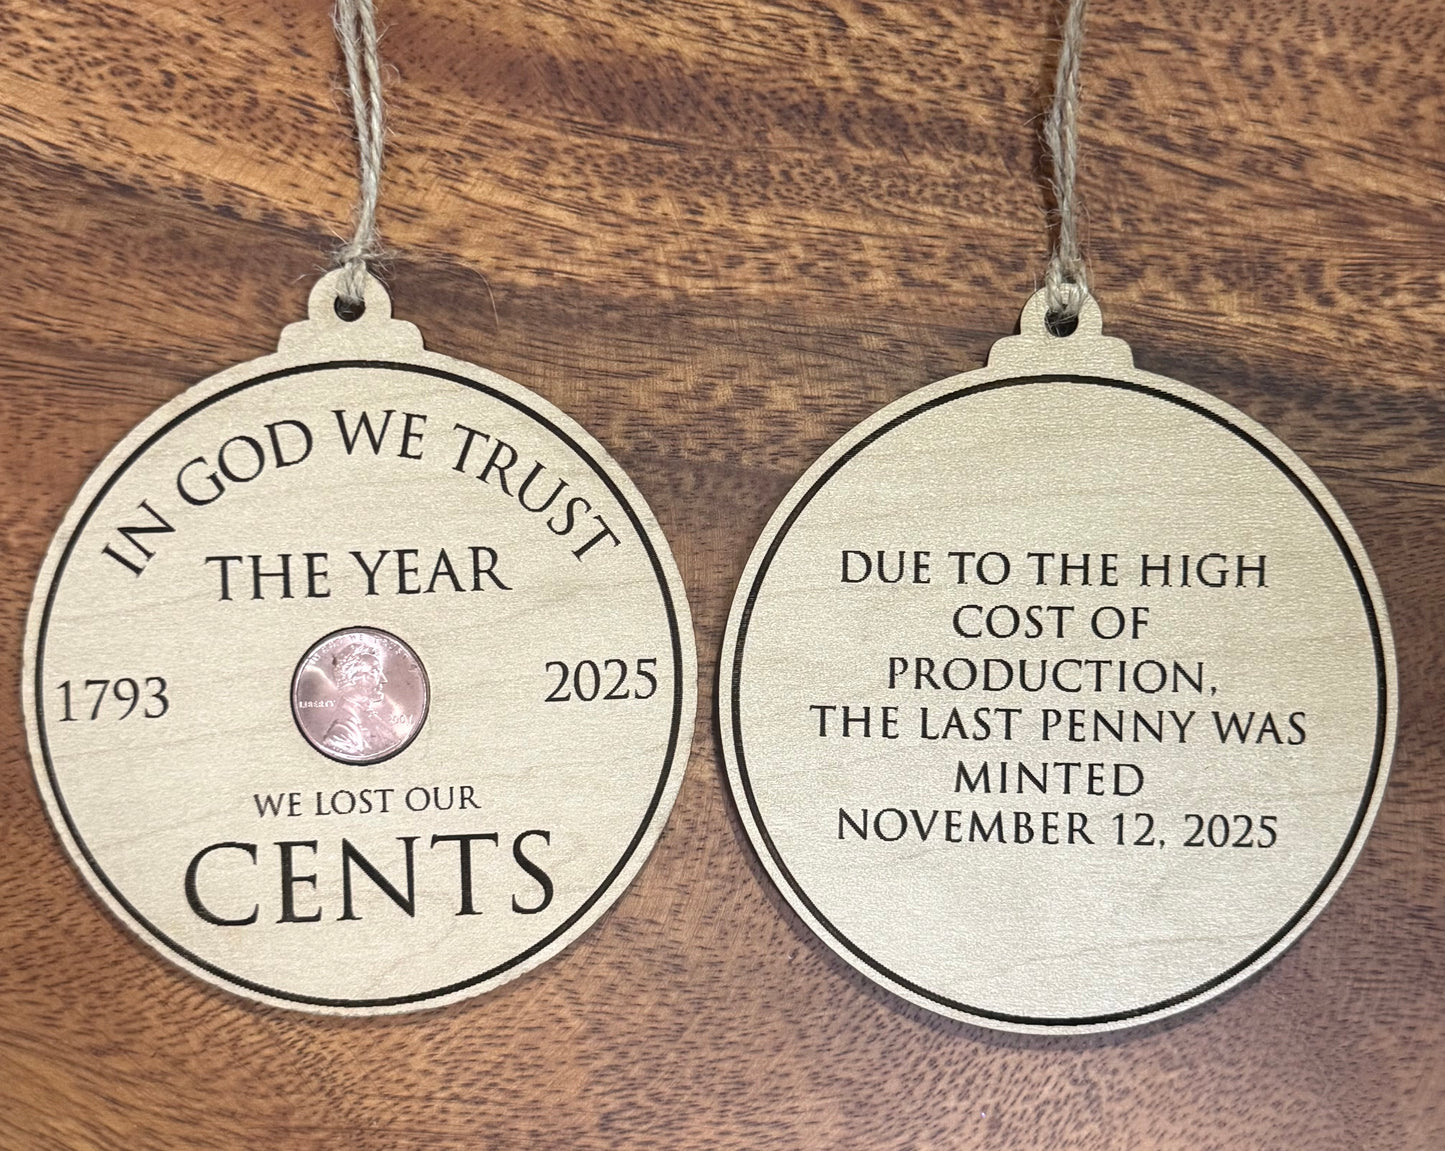 IN GOD WE TRUST
THE YEAR
1793
LIBERTY
2025
WE LOST OUR
CENTS
DUE TO THE HIGH
COST OF
PRODUCTION,
THE LAST PENNY WAS
MINTED
NOVEMBER 12, 2025